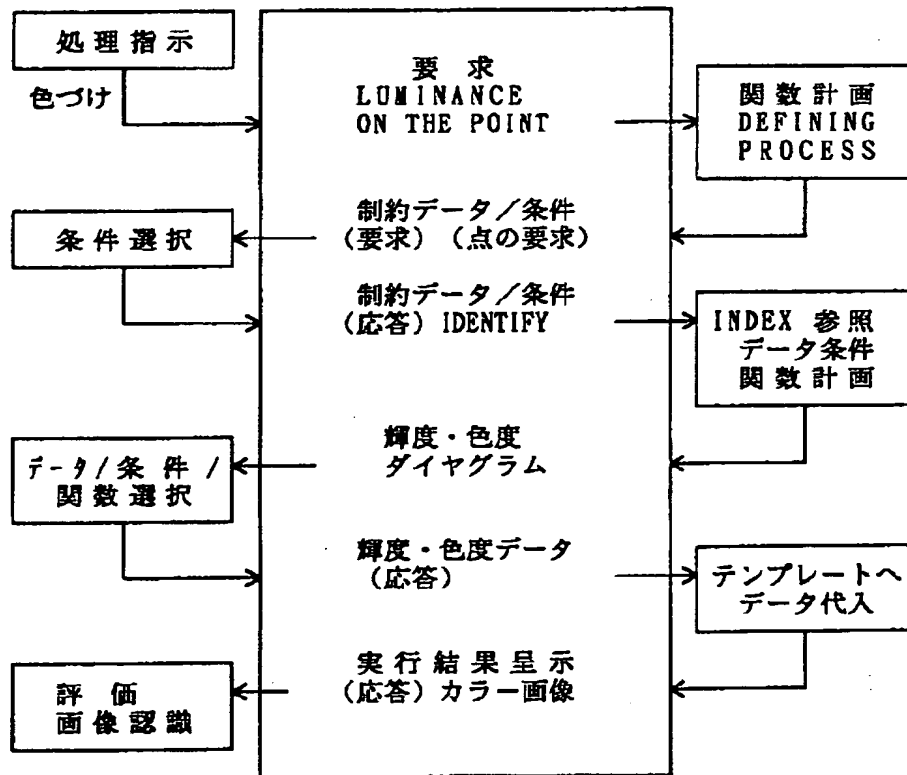 処理指示
色づけ
要 求
LUMINANCE
ON THE POINT
関数計画
DEFINING
PROCESS
条件選択
制約データ/条件
(要求)(点の要求)
制約データ/条件
(応答) IDENTIFY
INDEX 参照
データ条件
関数計画
データ/条件/
関数選択
輝度・色度
ダイヤグラム
輝度・色度データ
(応答)
テンプレートへ
データ代入
評 価
画像認識
実行結果呈示
(応答)カラー画像